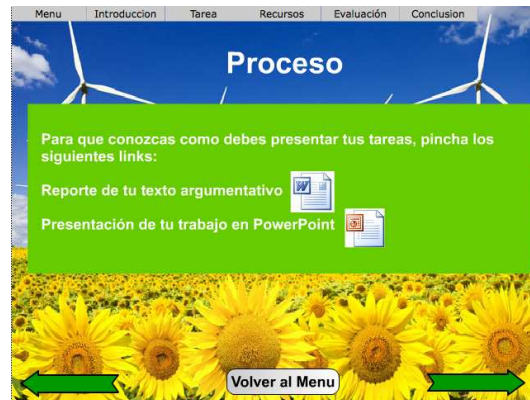 Menu Introduccion Tarea Recursos Evaluación Conclusion
Proceso
Para que conozcas como debes presentar tus tareas, pincha los
siguientes links:
Reporte de tu texto argumentativo
Presentación de tu trabajo en PowerPoint
Volver al Menu